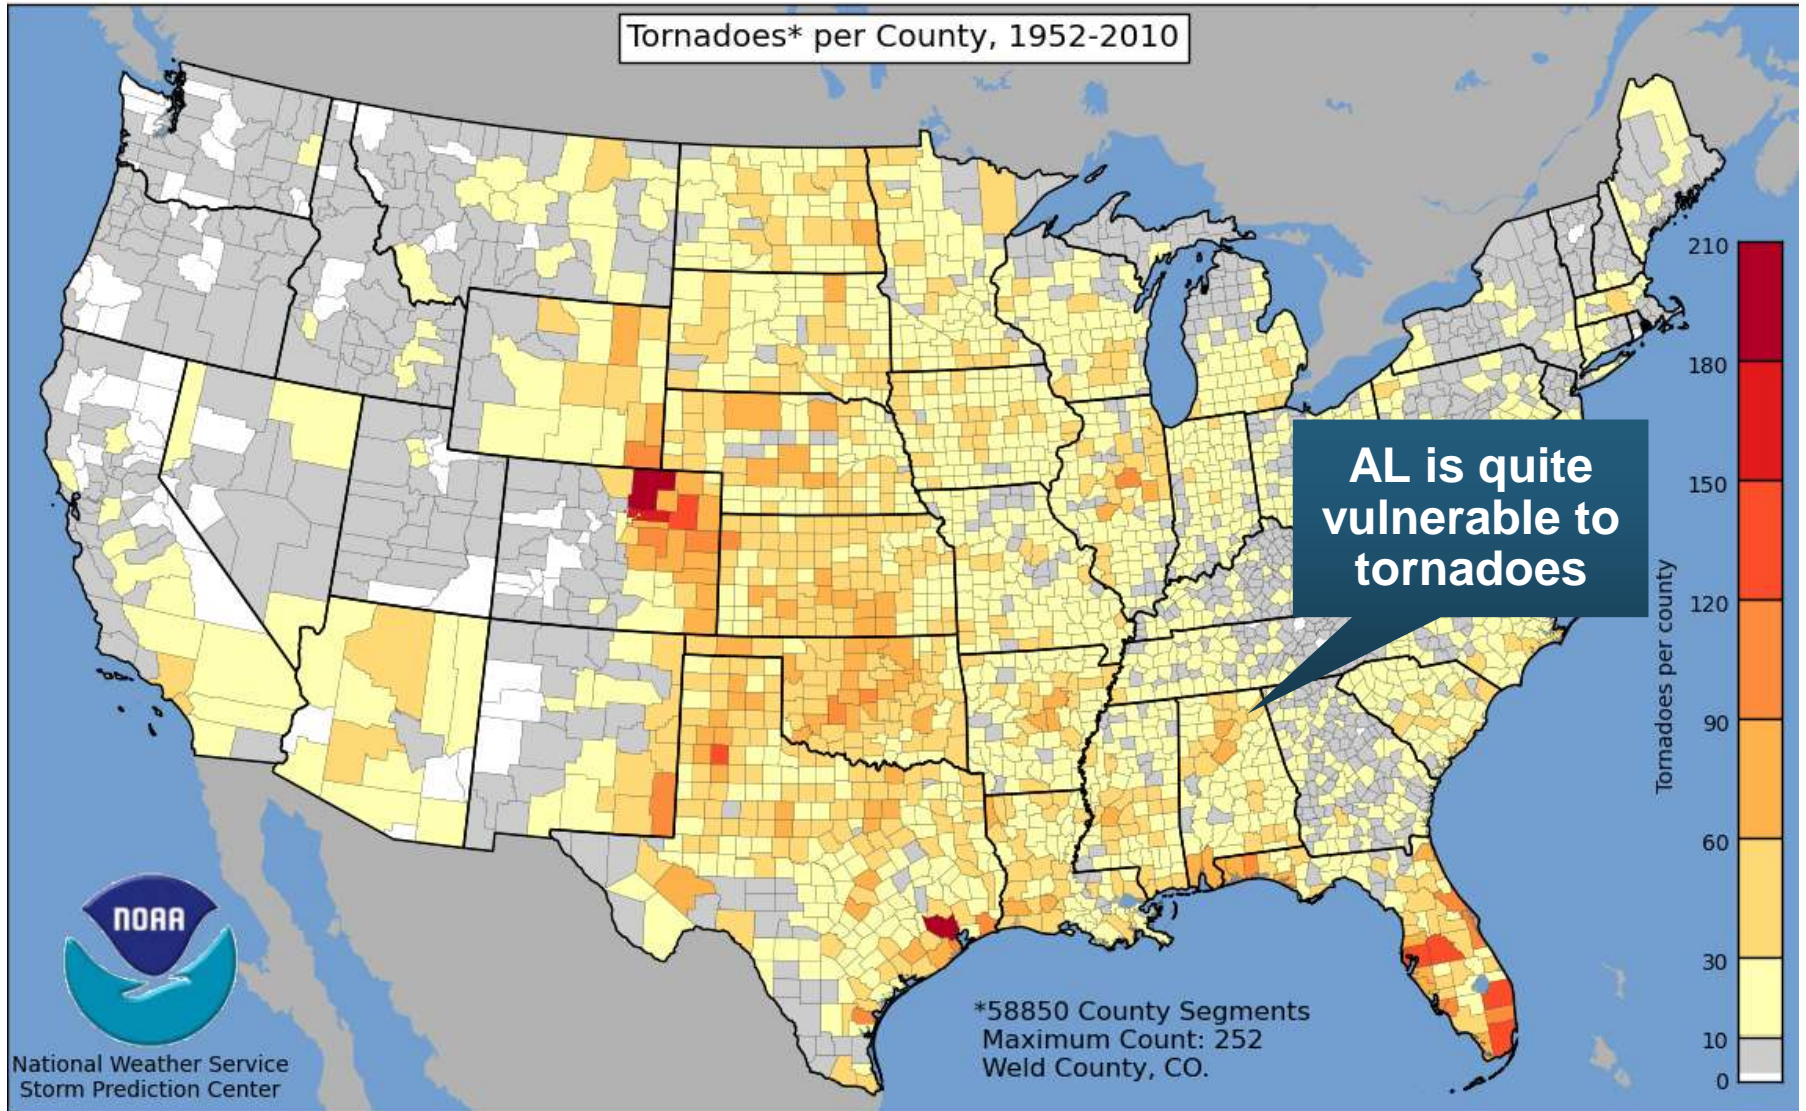 Tornadoes* per County, 1952-2010
AL is quite
vulnerable to
tornadoes
210
180
150
120
90
60
30
10
0
Tornadoes per county
NOAA
National Weather Service
Storm Prediction Center
*58850 County Segments
Maximum Count: 252
Weld County, CO.